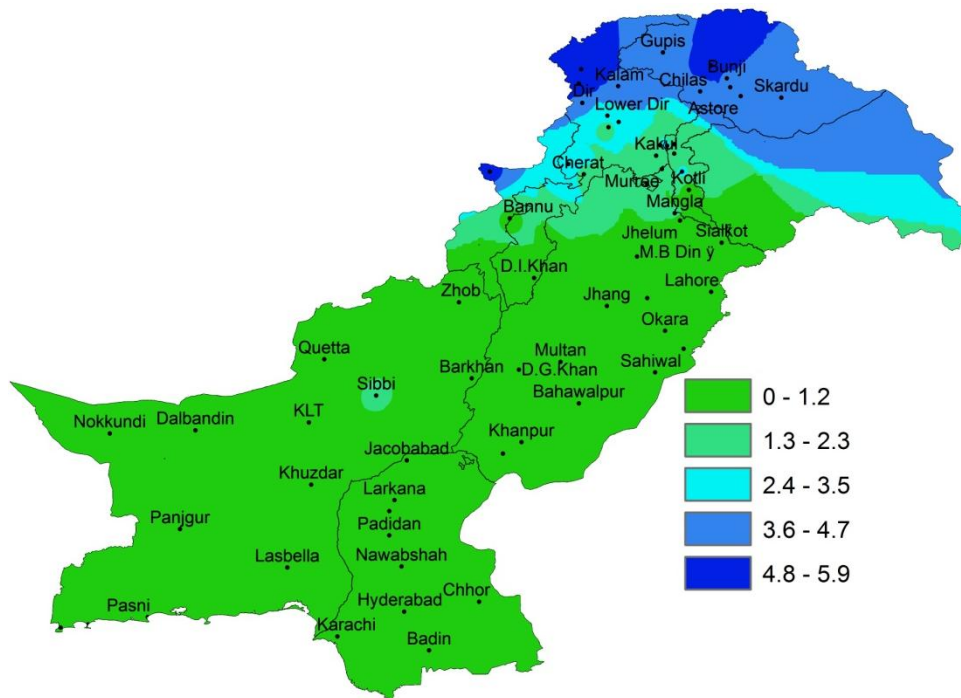 Gupis
Kalam
Chilas
Bunji
Skardu
Dir
Lower Dir
Astore
Kakul
Cherat
Murree
Kotli
Bannu
Mangla
Jhelum
Sialkot
M.B Din ÿ
D.I.Khan
Lahore
Zhob
Jhang
Okara
Quetta
Multan
Sahiwal
Barkhan
D.G.Khan
Sibbi
Bahawalpur
0 - 1.2
Nokkundi
Dalbandin
KLT
Khanpur
1.3 - 2.3
Jacobabad
Khuzdar
2.4 - 3.5
Larkana
Panjgur
Padidan
3.6 - 4.7
Lasbella
Nawabshah
4.8 - 5.9
Pasni
Hyderabad
Chhor
Karachi
Badin